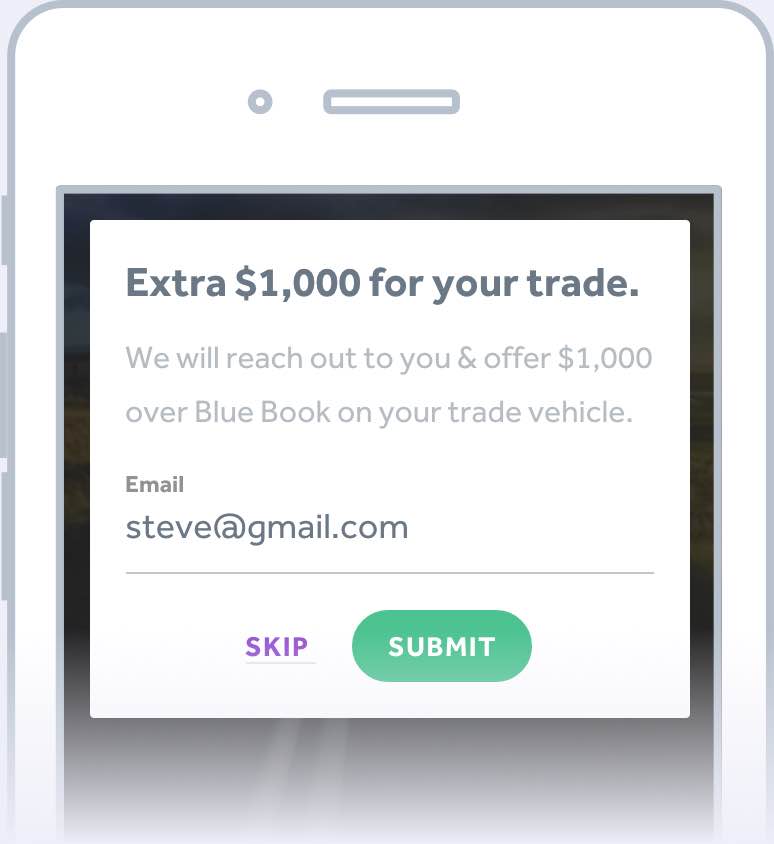 Extra $1,000 for your trade.
We will reach out to you & offer $1,000
over Blue Book on your trade vehicle.
Email
steve@gmail.com
SKIP SUBMIT